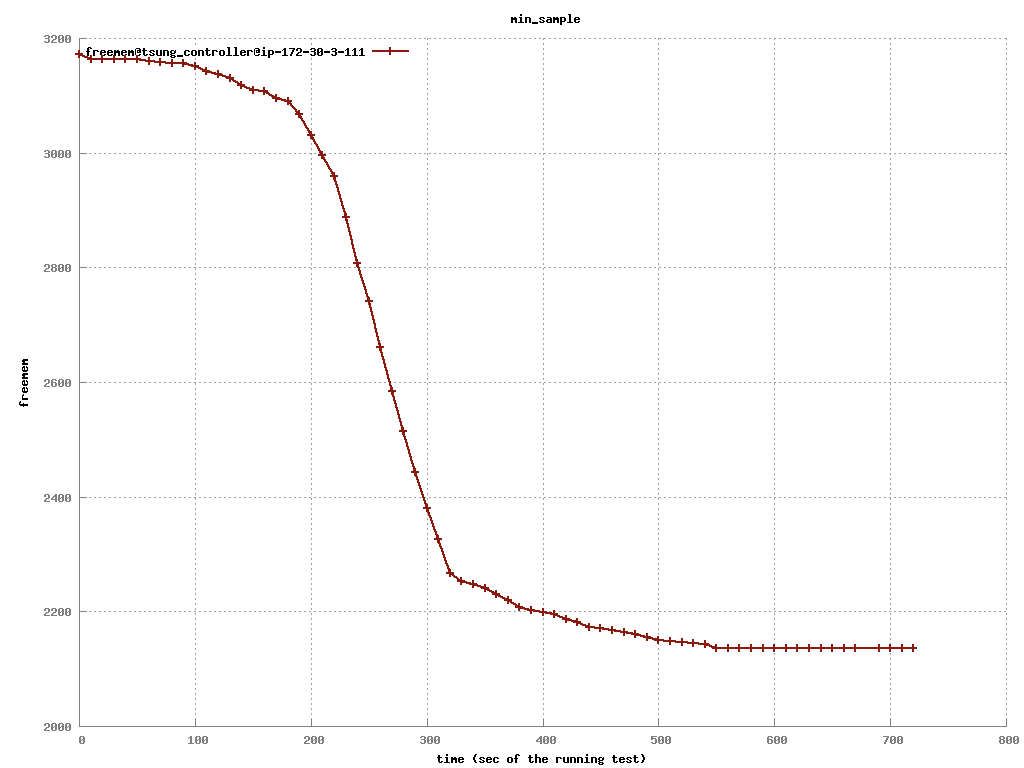 min_sample
3200
freemem@tsung_controller@ip-172-30-3-111
3000
2800
2600
freemem
2400
2200
2000
0 100 200 300 400 500 600 700 800
time (sec of the running test)